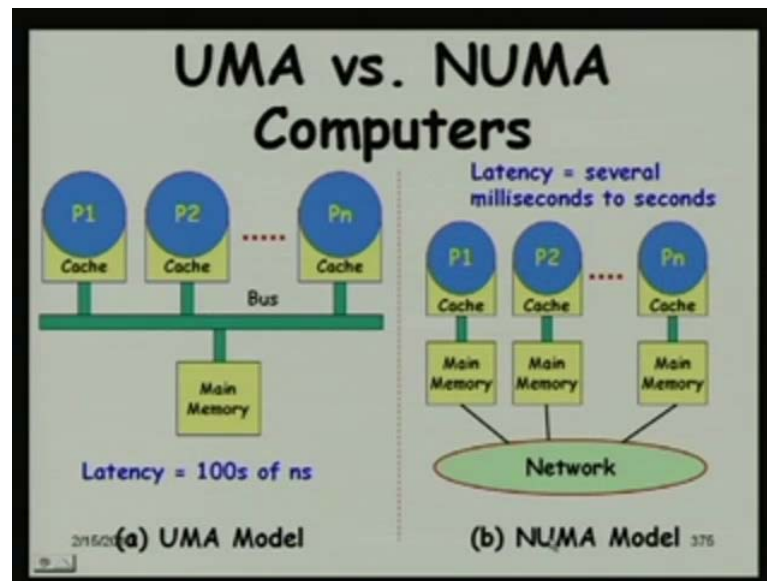 UMA vs. NUMA
Computers
P1
P2
Pn
.....
Cache
Cache
Cache
Bus
Main
Memory
Latency = 100s of ns
(a) UMA Model
Latency = several
milliseconds to seconds
P1
P2
Pn
....
Cache
Cache
Cache
Main
Memory
Main
Memory
Main
Memory
Network
(b) NUMA Model
375